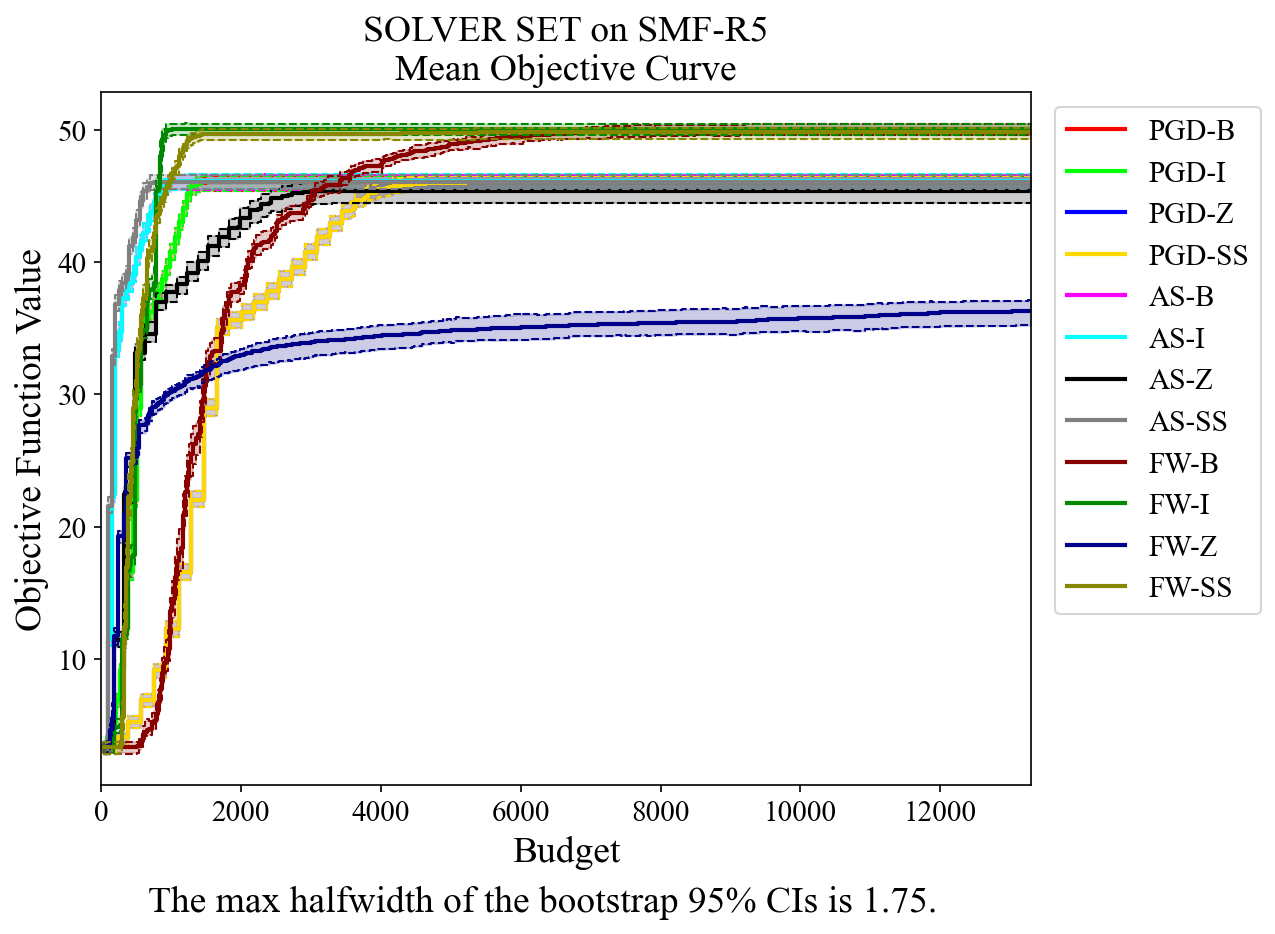 SOLVER SET on SMF-R5
Mean Objective Curve
Objective Function Value
50
40
30
20
10
0
2000
4000
6000
8000
10000
12000
Budget
The max halfwidth of the bootstrap 95% CIs is 1.75.
PGD-B
PGD-I
PGD-Z
PGD-SS
AS-B
AS-I
AS-Z
AS-SS
FW-B
FW-I
FW-Z
FW-SS